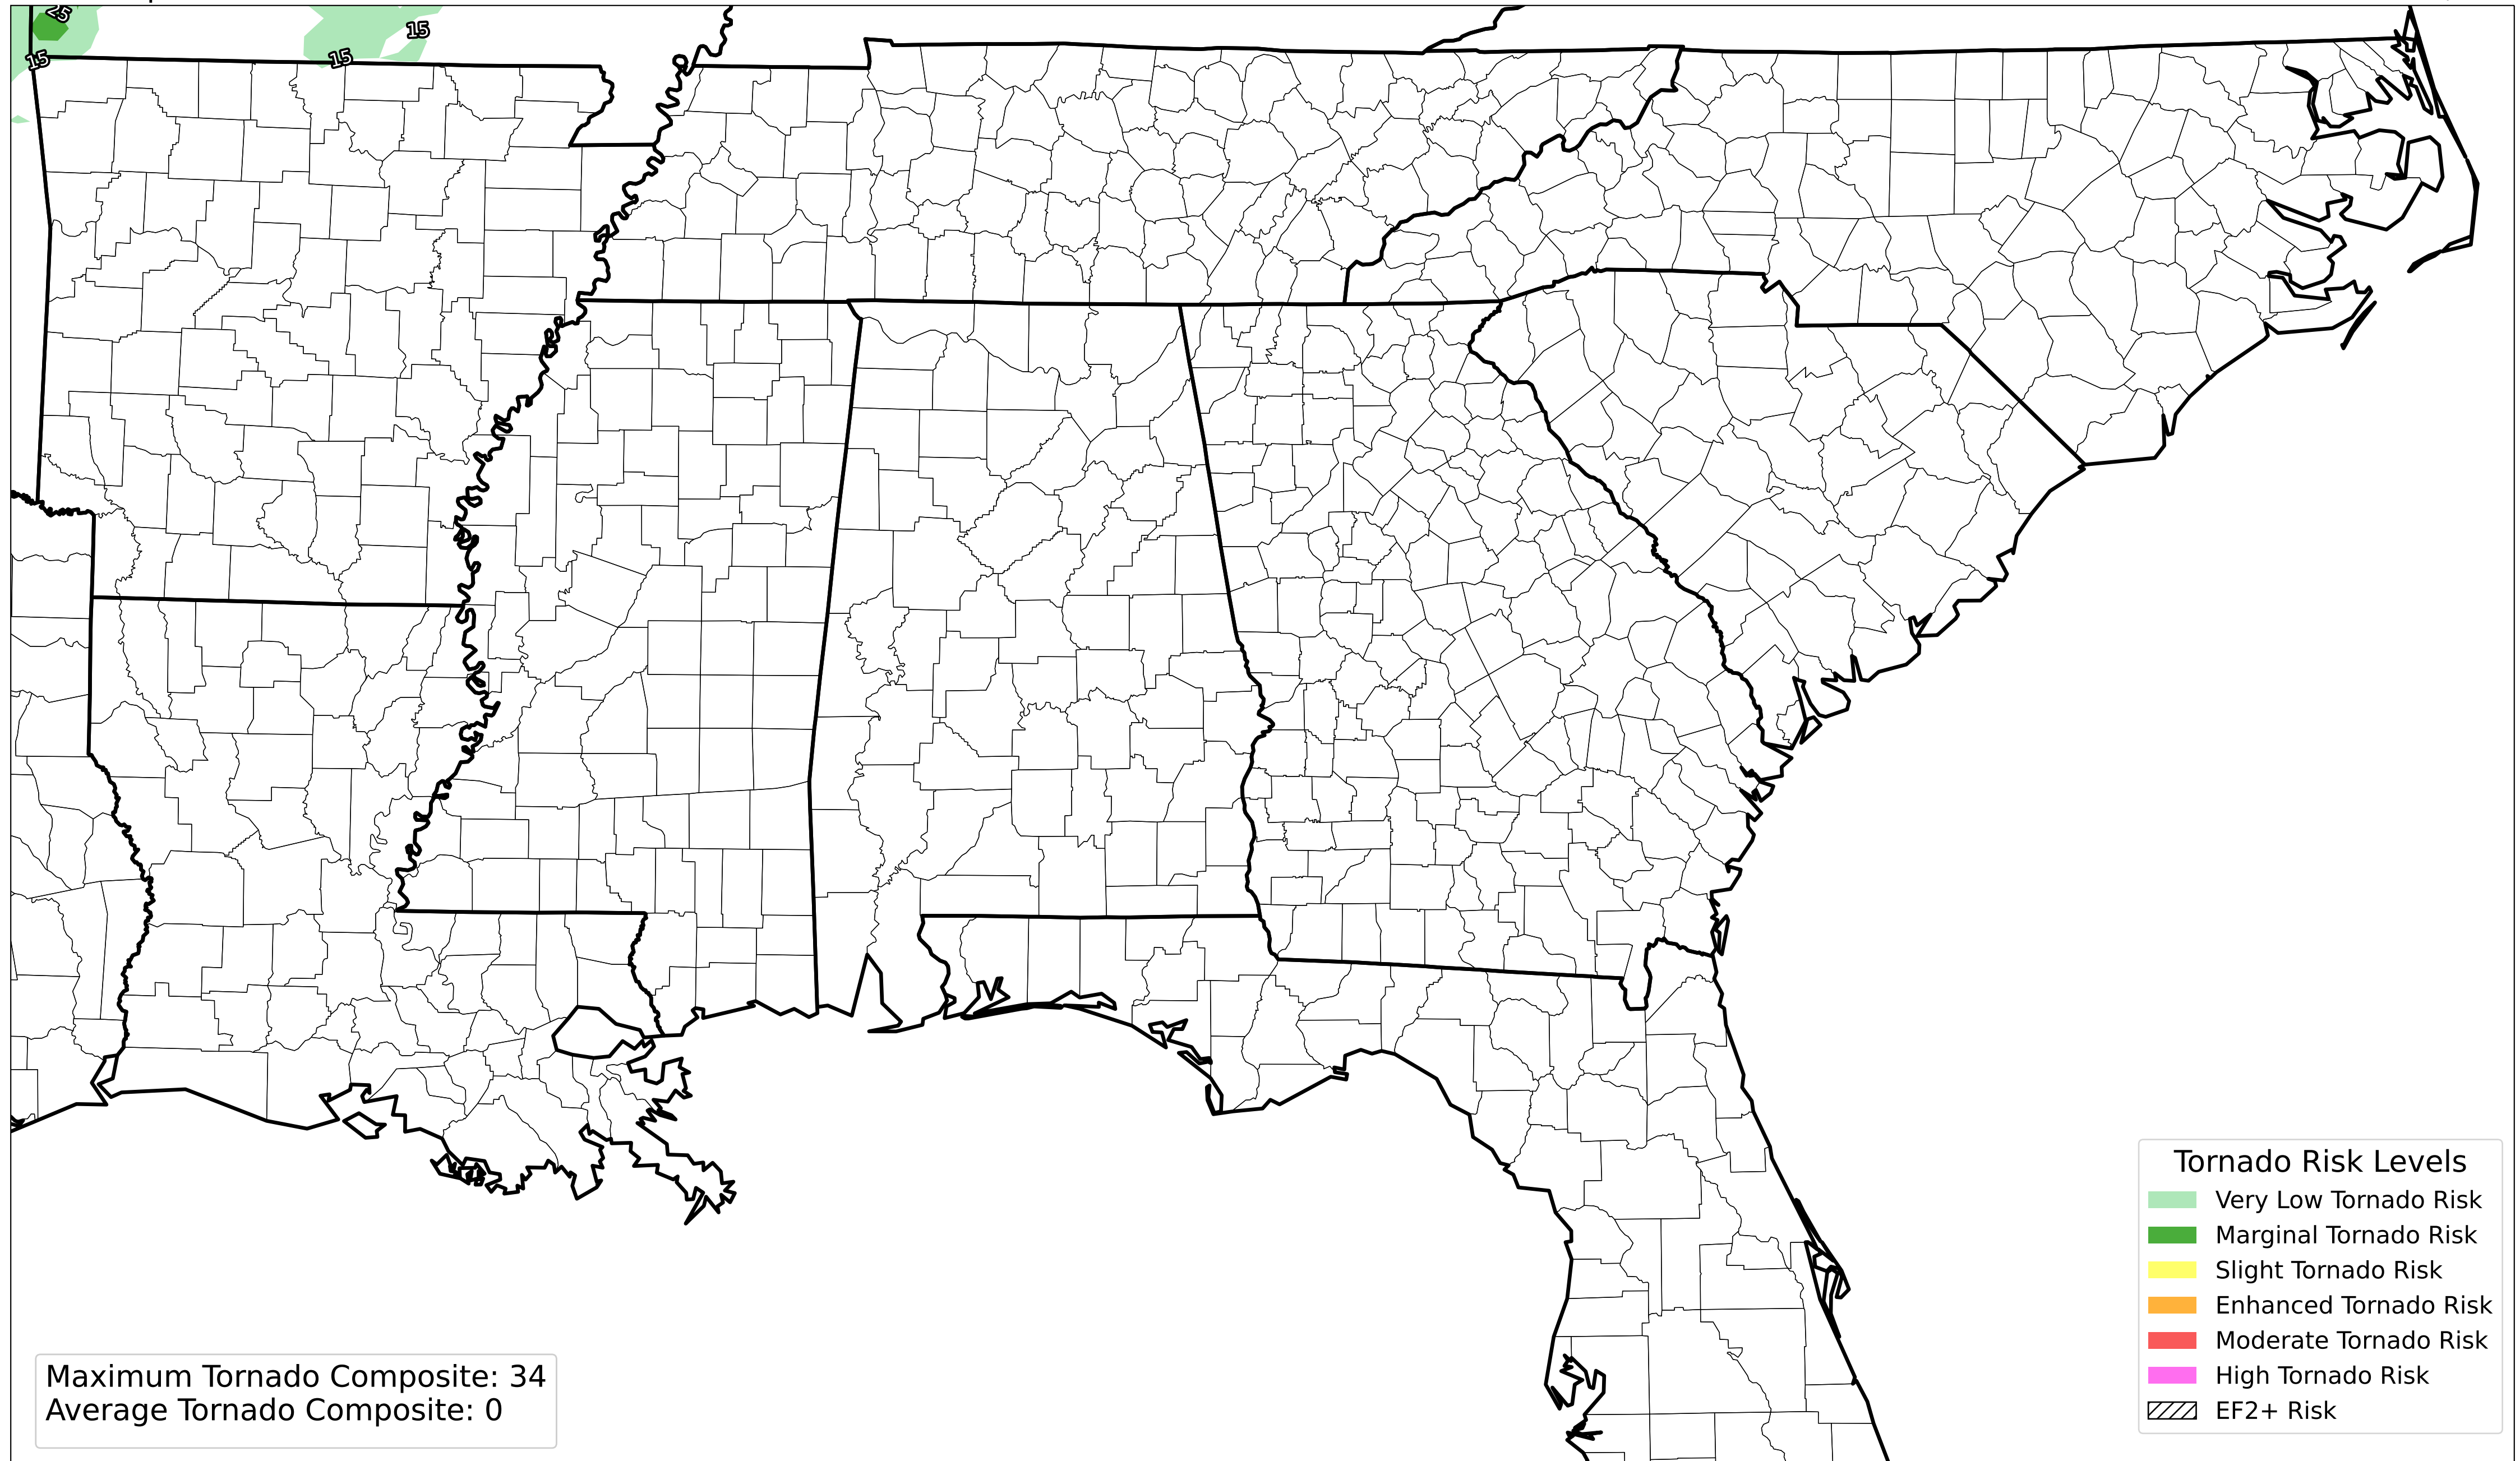 25
15
15
15
Tornado Risk Levels
Very Low Tornado Risk
Marginal Tornado Risk
Slight Tornado Risk
Enhanced Tornado Risk
Moderate Tornado Risk
High Tornado Risk
EF2+ Risk
Maximum Tornado Composite: 34
Average Tornado Composite: 0